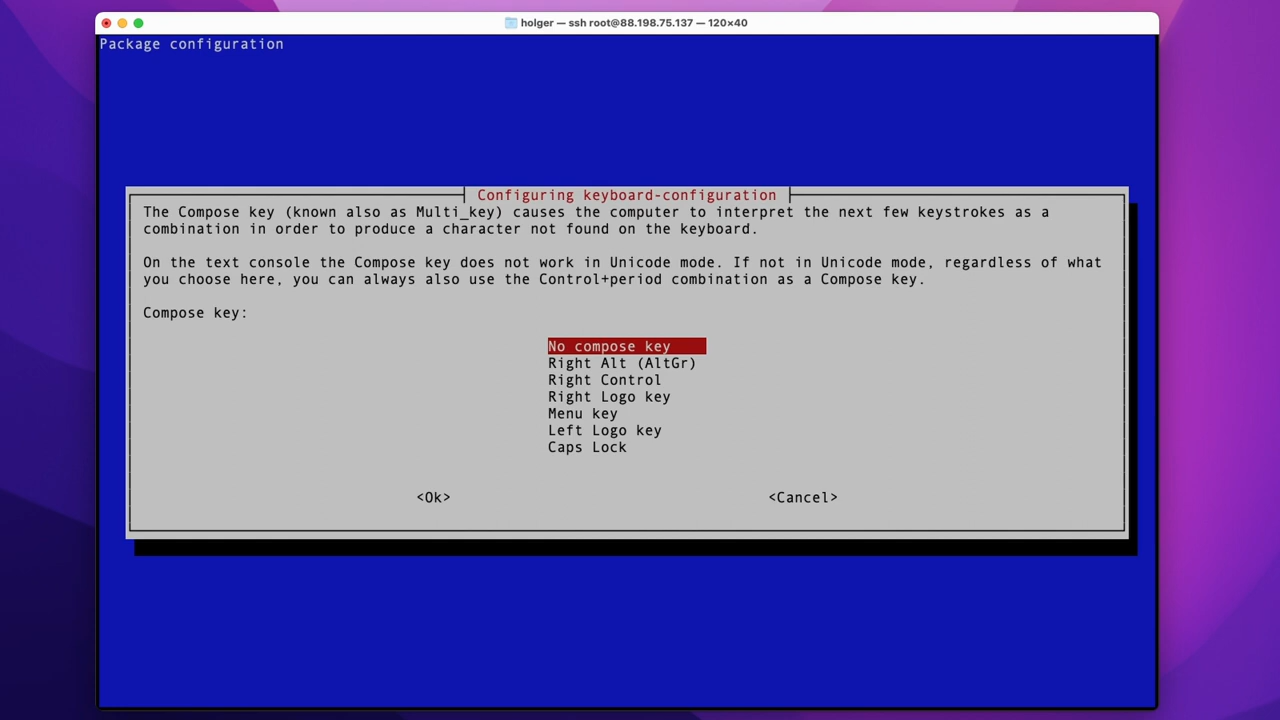 holger — ssh root@88.198.75.137 — 120×40
Package configuration
Configuring keyboard-configuration
The Compose key (known also as Multi_key) causes the computer to interpret the next few keystrokes as a
combination in order to produce a character not found on the keyboard.
On the text console the Compose key does not work in Unicode mode. If not in Unicode mode, regardless of what
you choose here, you can always also use the Control+period combination as a Compose key.
Compose key:
No compose key
Right Alt (AltGr)
Right Control
Right Logo key
Menu key
Left Logo key
Caps Lock
<Ok> <Cancel>